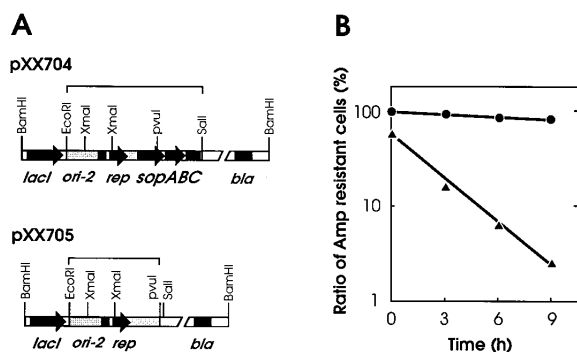 A
B
pXX704
BamHI
EcoRI
XmaI
XmaI
pvuI
SalI
BamHI
lacI ori-2 rep sopABC bla
pXX705
BamHI
EcoRI
XmaI
XmaI
pvuI
SalI
BamHI
lacI ori-2 rep bla
Ratio of Amp resistant cells (%)
100
10
1
0 3 6 9
Time (h)